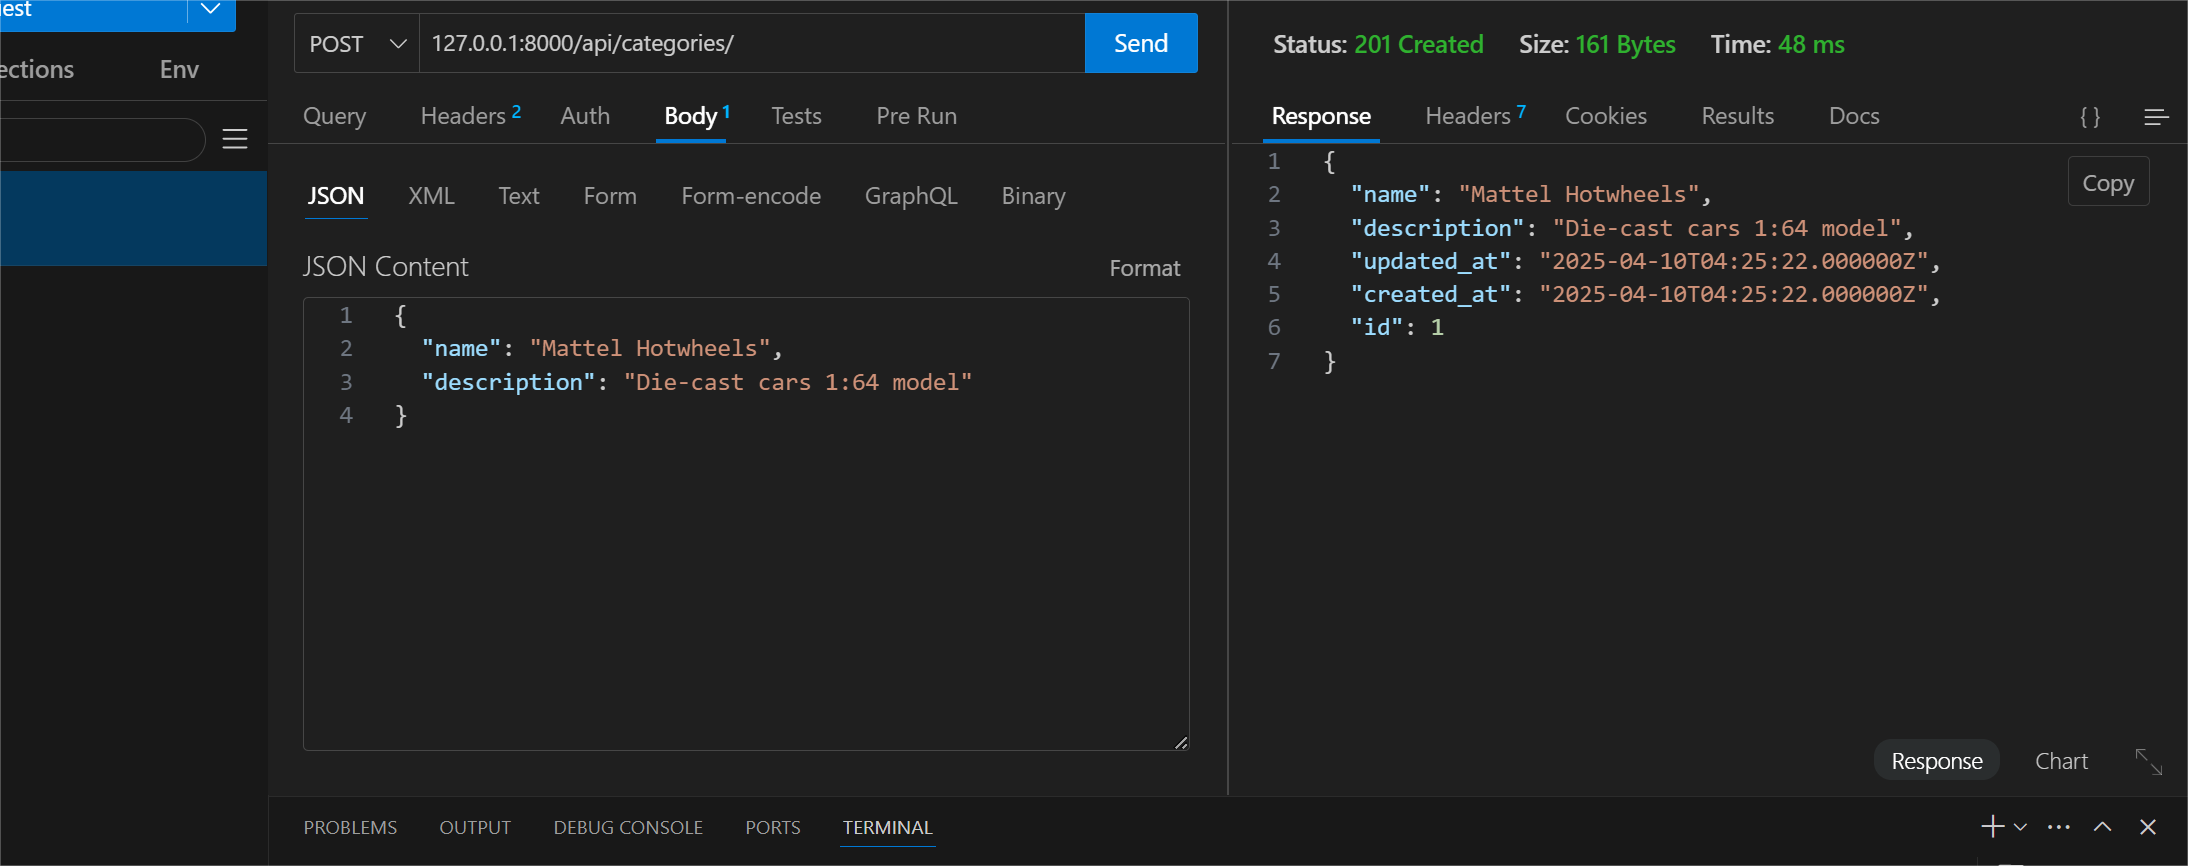 est
ections
Env
POST
127.0.0.1:8000/api/categories/
Send
Query
Headers 2
Auth
Body 1
Tests
Pre Run
JSON
XML
Text
Form
Form-encode
GraphQL
Binary
JSON Content
Format
1 {
2 "name": "Mattel Hotwheels",
3 "description": "Die-cast cars 1:64 model"
4 }
Status: 201 Created
Size: 161 Bytes
Time: 48 ms
Response
Headers 7
Cookies
Results
Docs
{ }
Copy
1 {
2 "name": "Mattel Hotwheels",
3 "description": "Die-cast cars 1:64 model",
4 "updated_at": "2025-04-10T04:25:22.000000Z",
5 "created_at": "2025-04-10T04:25:22.000000Z",
6 "id": 1
7 }
Response
Chart
PROBLEMS
OUTPUT
DEBUG CONSOLE
PORTS
TERMINAL